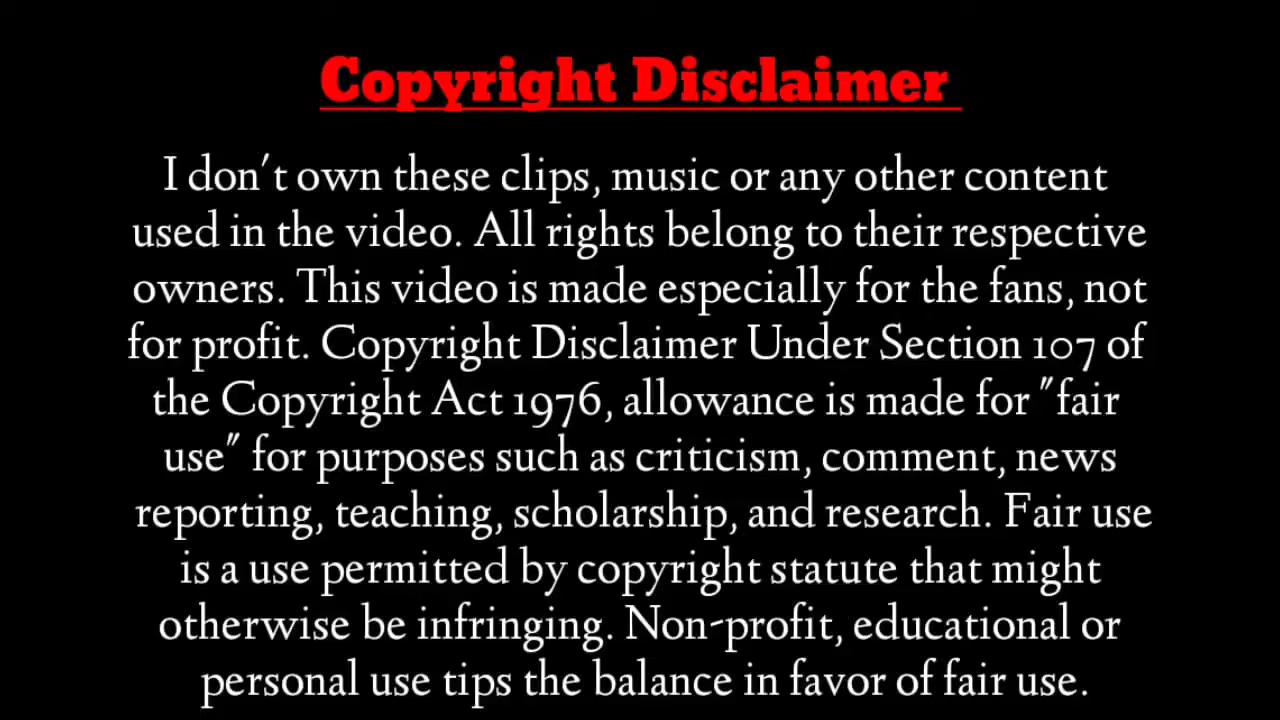 Copyright Disclaimer
I don't own these clips, music or any other content
used in the video. All rights belong to their respective
owners. This video is made especially for the fans, not
for profit. Copyright Disclaimer Under Section 107 of
the Copyright Act 1976, allowance is made for "fair
use" for purposes such as criticism, comment, news
reporting, teaching, scholarship, and research. Fair use
is a use permitted by copyright statute that might
otherwise be infringing. Non-profit, educational or
personal use tips the balance in favor of fair use.